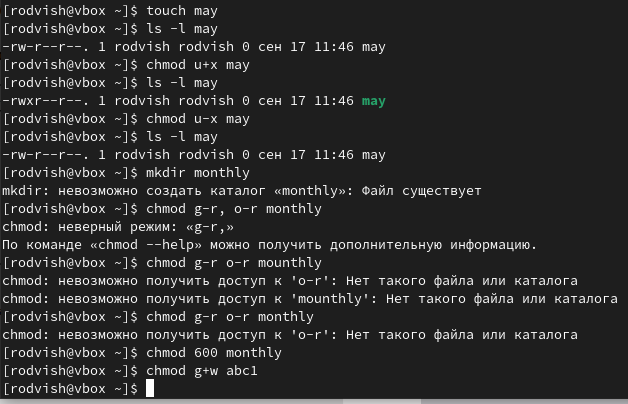 [rodvish@vbox ~]$ touch may
[rodvish@vbox ~]$ ls -l may
-rw-r--r--. 1 rodvish rodvish 0 сен 17 11:46 may
[rodvish@vbox ~]$ chmod u+x may
[rodvish@vbox ~]$ ls -l may
-rwxr--r--. 1 rodvish rodvish 0 сен 17 11:46 may
[rodvish@vbox ~]$ chmod u-x may
[rodvish@vbox ~]$ ls -l may
-rw-r--r--. 1 rodvish rodvish 0 сен 17 11:46 may
[rodvish@vbox ~]$ mkdir monthly
mkdir: невозможно создать каталог «monthly»: Файл существует
[rodvish@vbox ~]$ chmod g-r, o-r monthly
chmod: неверный режим: «g-r,»
По команде «chmod --help» можно получить дополнительную информацию.
[rodvish@vbox ~]$ chmod g-r o-r mounthly
chmod: невозможно получить доступ к 'o-r': Нет такого файла или каталога
chmod: невозможно получить доступ к 'mounthly': Нет такого файла или каталога
[rodvish@vbox ~]$ chmod g-r o-r monthly
chmod: невозможно получить доступ к 'o-r': Нет такого файла или каталога
[rodvish@vbox ~]$ chmod 600 monthly
[rodvish@vbox ~]$ chmod g+w abc1
[rodvish@vbox ~]$